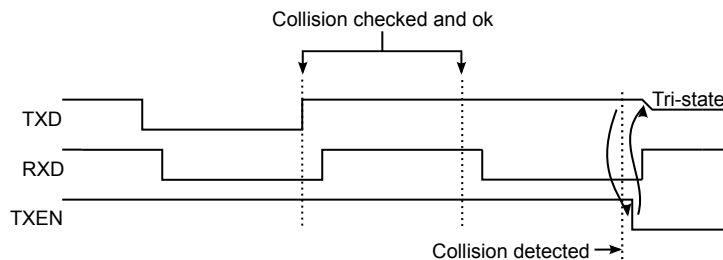 Collision checked and ok
Tri-state
TXD
RXD
TXEN
Collision detected